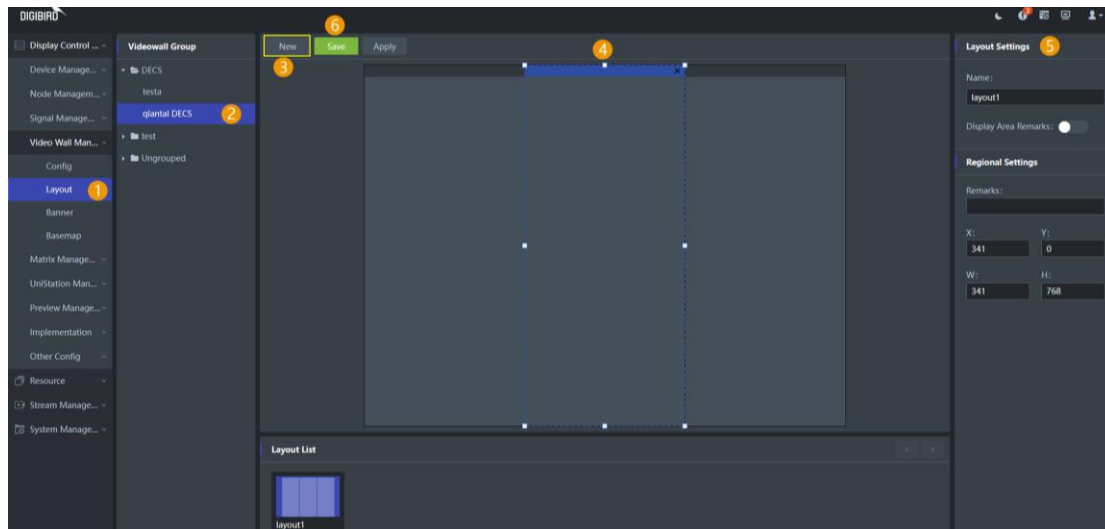 DIGIBIRD
3
6
Display Control ...
Videowall Group
New
Save
Apply
4
Layout Settings
5
3
Device Manage...
DECS
Name:
Node Managem...
testa
layout1
Signal Manage...
qiantai DECS
2
Display Area Remarks:
Video Wall Man...
test
Config
Ungrouped
Regional Settings
Layout
1
Remarks:
Banner
Basemap
X:
Y:
341
0
Matrix Manage...
UniStation Man...
W:
H:
341
768
Preview Manage...
Implementation
Other Config
Resource
Stream Manage...
System Manage...
Layout List
layout1